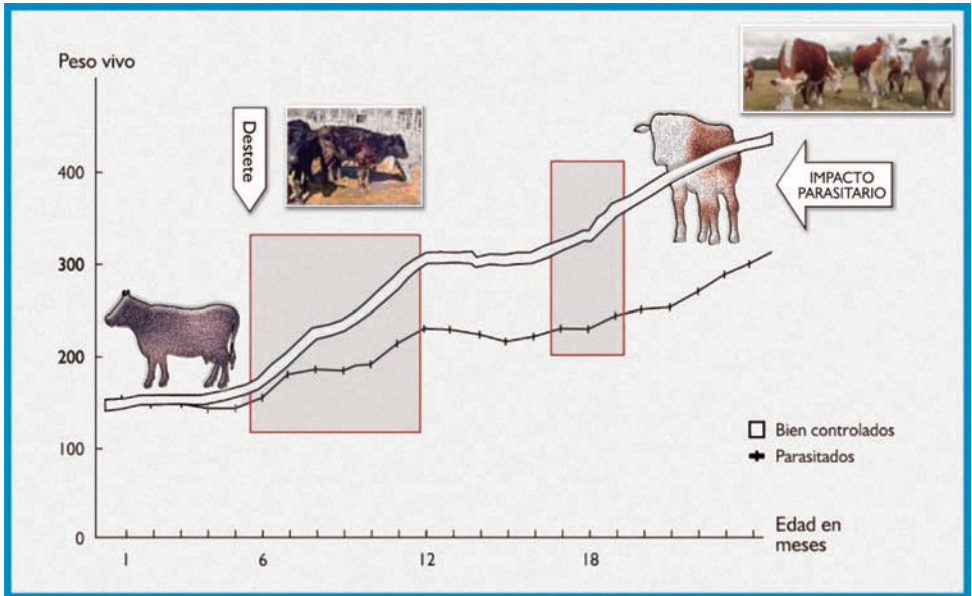 Peso vivo
Destete
400
300
200
100
0
IMPACTO
PARASITARIO
Bien controlados
Parasitados
1
6
12
18
Edad en
meses